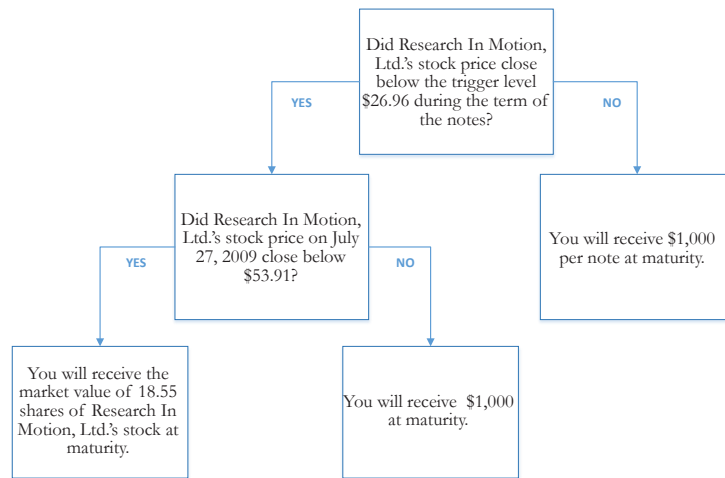 Did Research In Motion,
Ltd.'s stock price close
below the trigger level
$26.96 during the term of
the notes?
YES
NO
Did Research In Motion,
Ltd.'s stock price on July
27, 2009 close below
$53.91?
You will receive $1,000
per note at maturity.
YES
NO
You will receive the
market value of 18.55
shares of Research In
Motion, Ltd.'s stock at
maturity.
You will receive $1,000
at maturity.